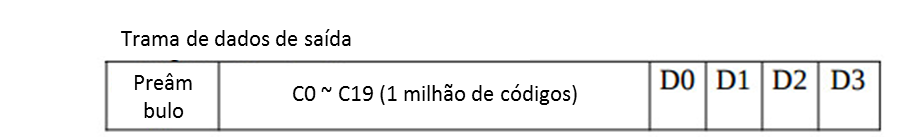 Trama de dados de saída
Preâm
bulo
C0 ~ C19 (1 milhão de códigos)
D0 D1 D2 D3